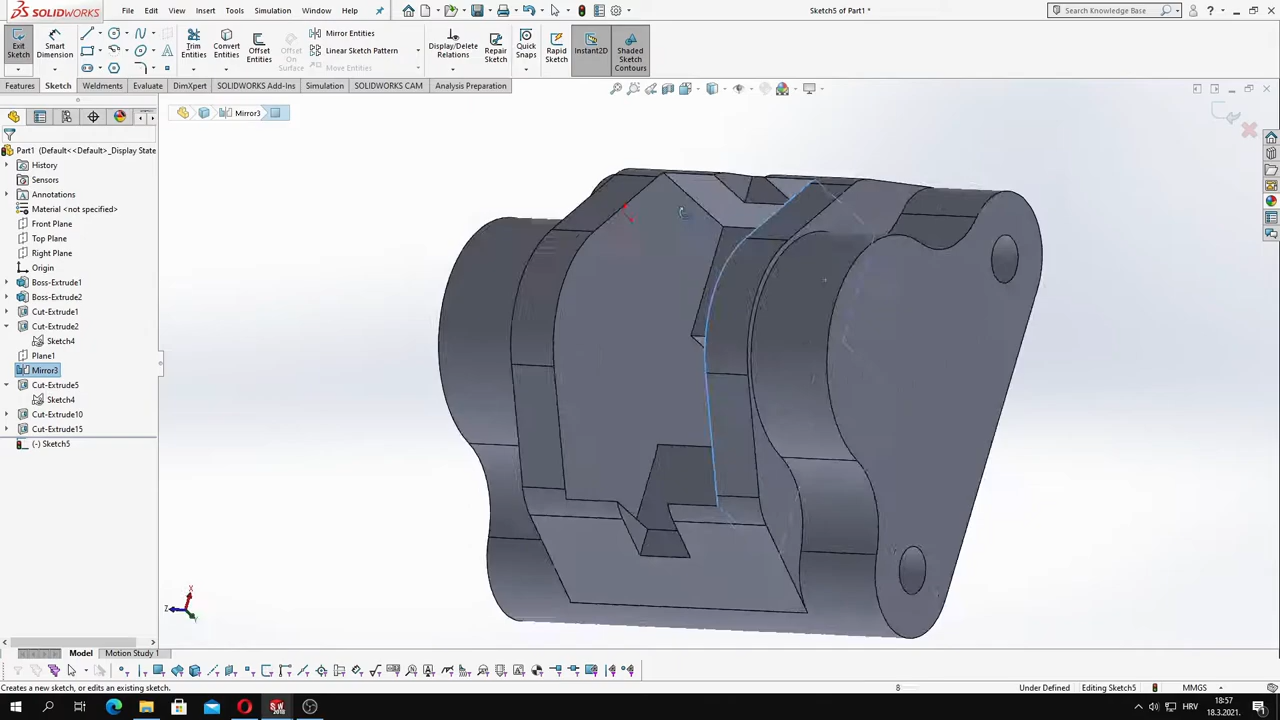 SOLIDWORKS File Edit View Insert Tools Simulation Window Help Sketch5 of Part1 * Search Knowledge Base
Exit Sketch
Smart Dimension
Trim Entities
Convert Entities
Offset Entities
Offset On Surface
Mirror Entities
Linear Sketch Pattern
Move Entities
Display/Delete Relations
Repair Sketch
Quick Snaps
Rapid Sketch
Instant2D
Shaded Sketch Contours
Features Sketch Weldments Evaluate DimXpert SOLIDWORKS Add-Ins Simulation SOLIDWORKS CAM Analysis Preparation
Mirror3
Part1 (Default<<Default>_Display State
History
Sensors
Annotations
Material <not specified>
Front Plane
Top Plane
Right Plane
Origin
Boss-Extrude1
Boss-Extrude2
Cut-Extrude1
Cut-Extrude2
Sketch4
Plane1
Mirror3
Cut-Extrude5
Sketch4
Cut-Extrude10
Cut-Extrude15
(-) Sketch5
X
Z
Model Motion Study 1
Creates a new sketch, or edits an existing sketch. 8 Under Defined Editing Sketch5 MMGS
HRV 18:57
18.3.2021.